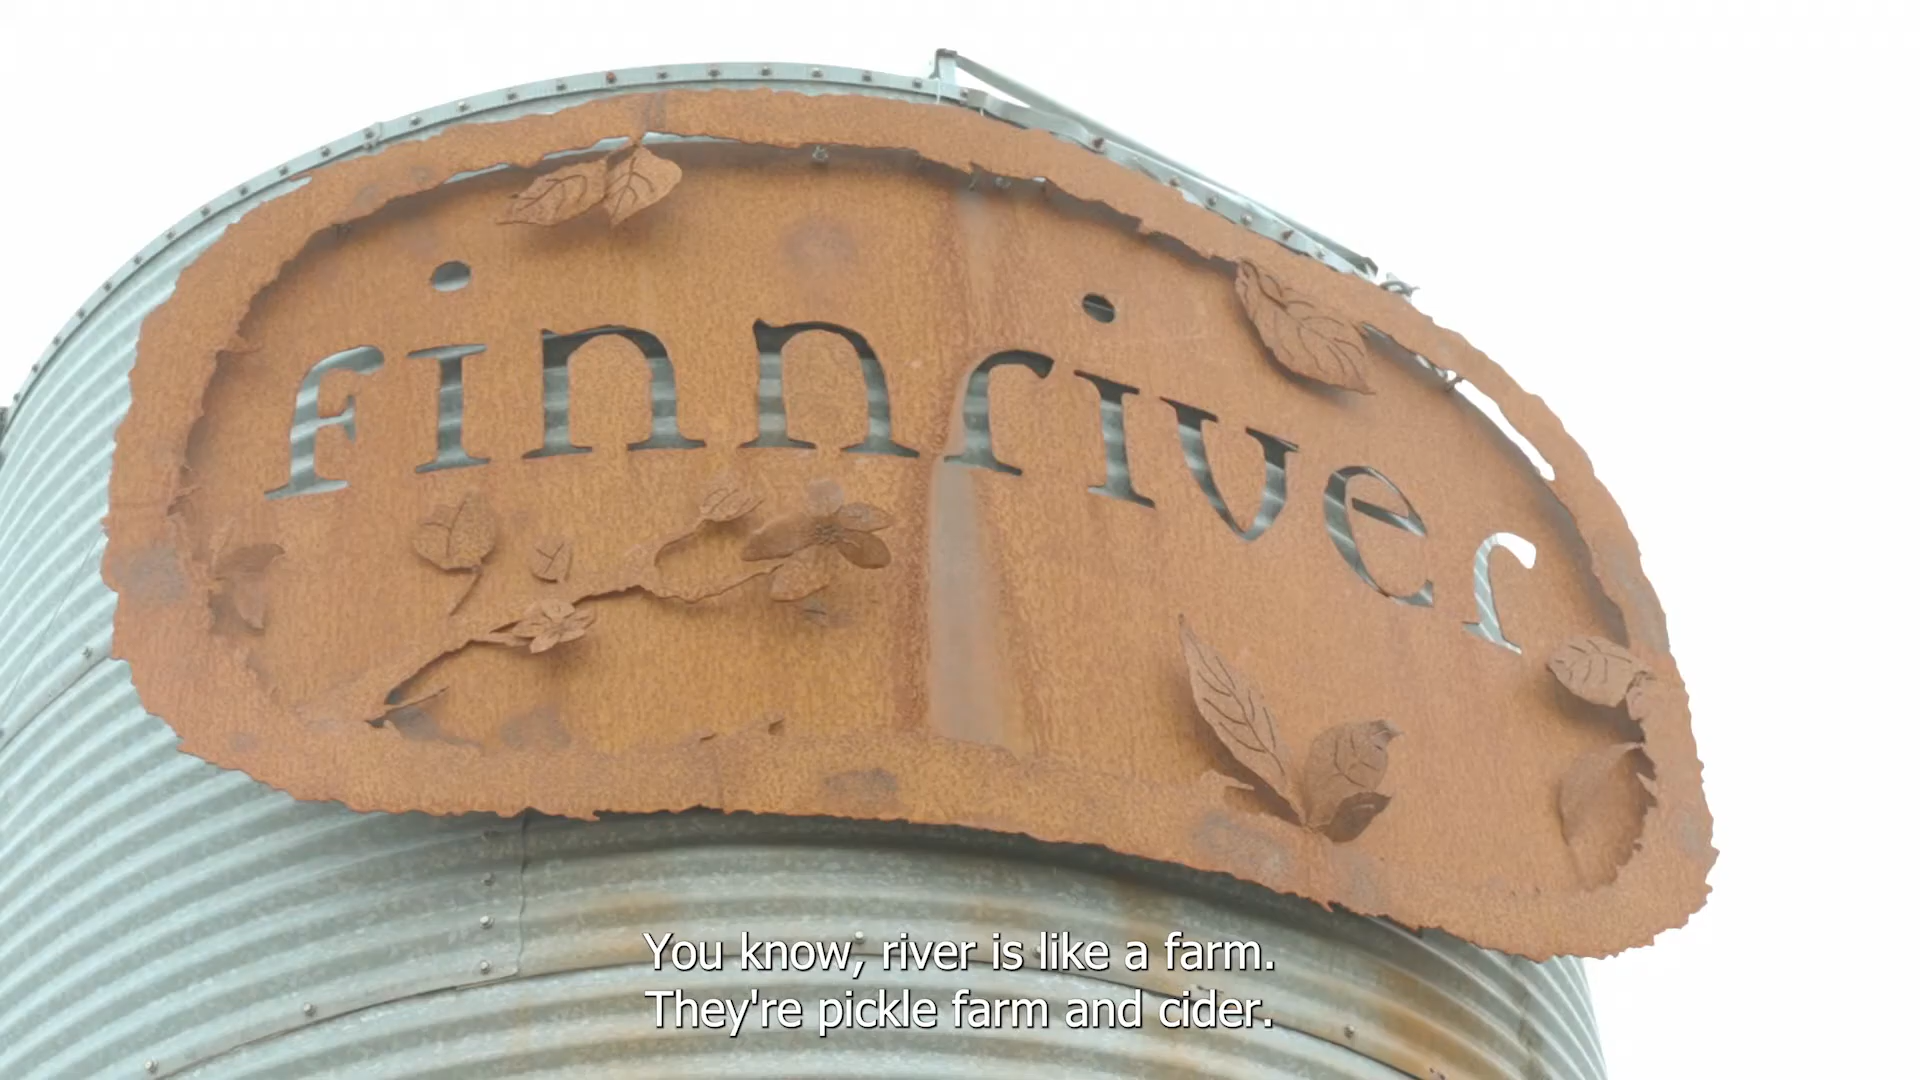 finnriver
You know, river is like a farm.
They're pickle farm and cider.